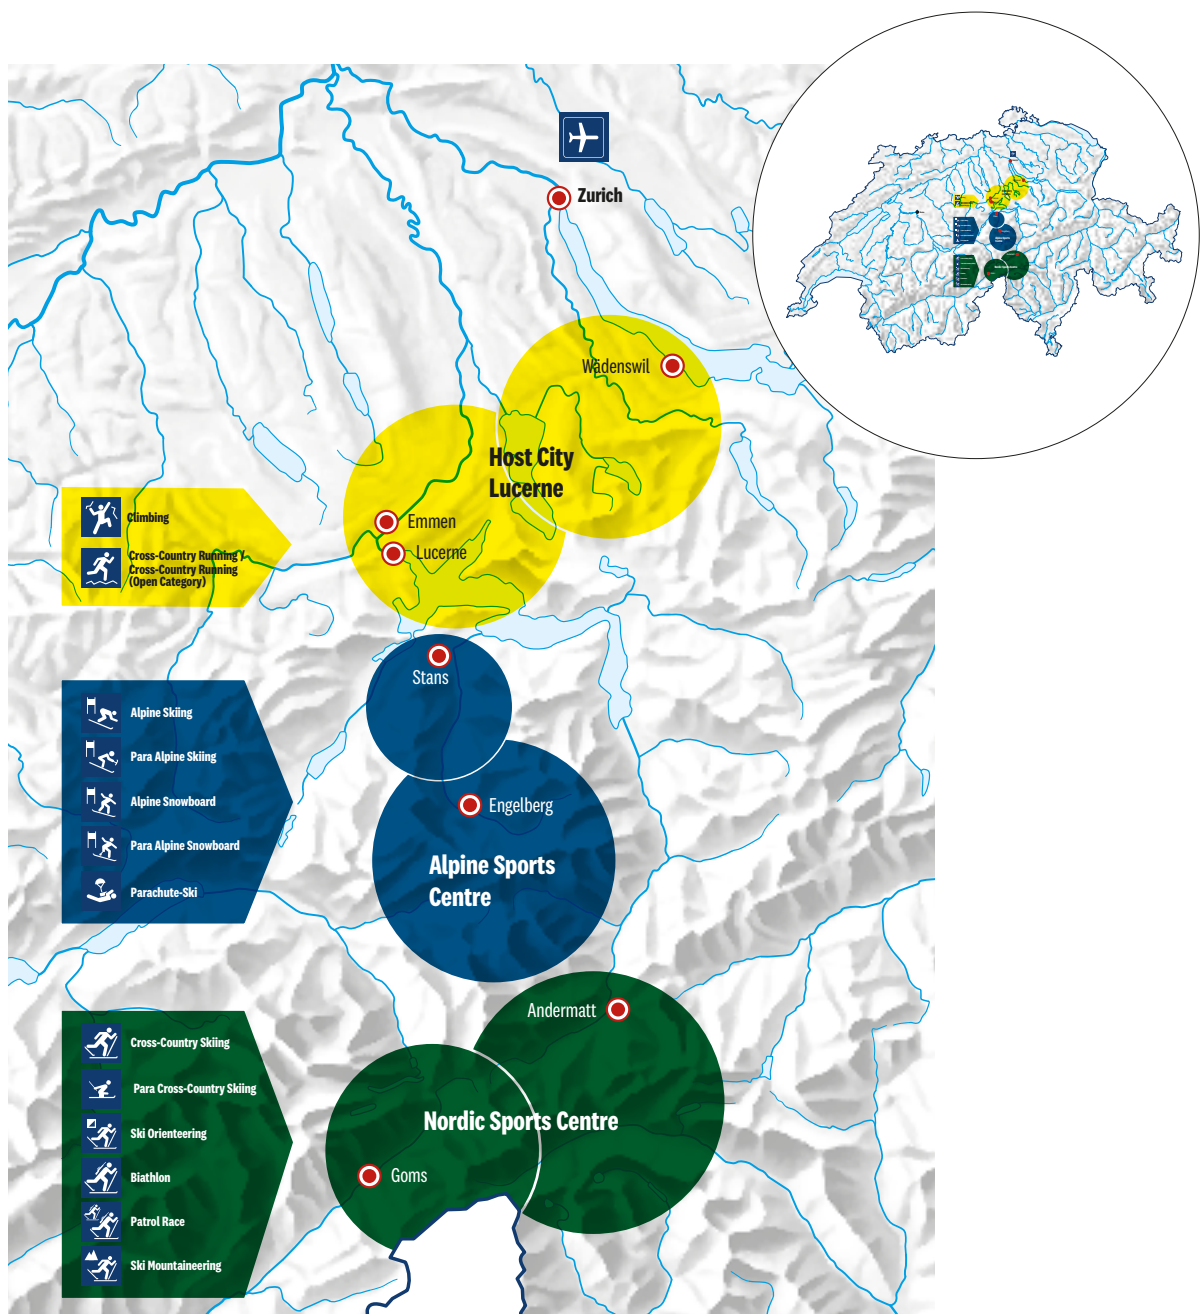 Zurich
Wädenswil
Host City
Lucerne
Emmen
Lucerne
Climbing
Cross-Country Running /
Cross-Country Running
(Open Category)
Stans
Alpine Skiing
Para Alpine Skiing
Alpine Snowboard
Para Alpine Snowboard
Parachute-Ski
Engelberg
Alpine Sports
Centre
Andermatt
Cross-Country Skiing
Para Cross-Country Skiing
Ski Orienteering
Biathlon
Patrol Race
Ski Mountaineering
Nordic Sports Centre
Goms